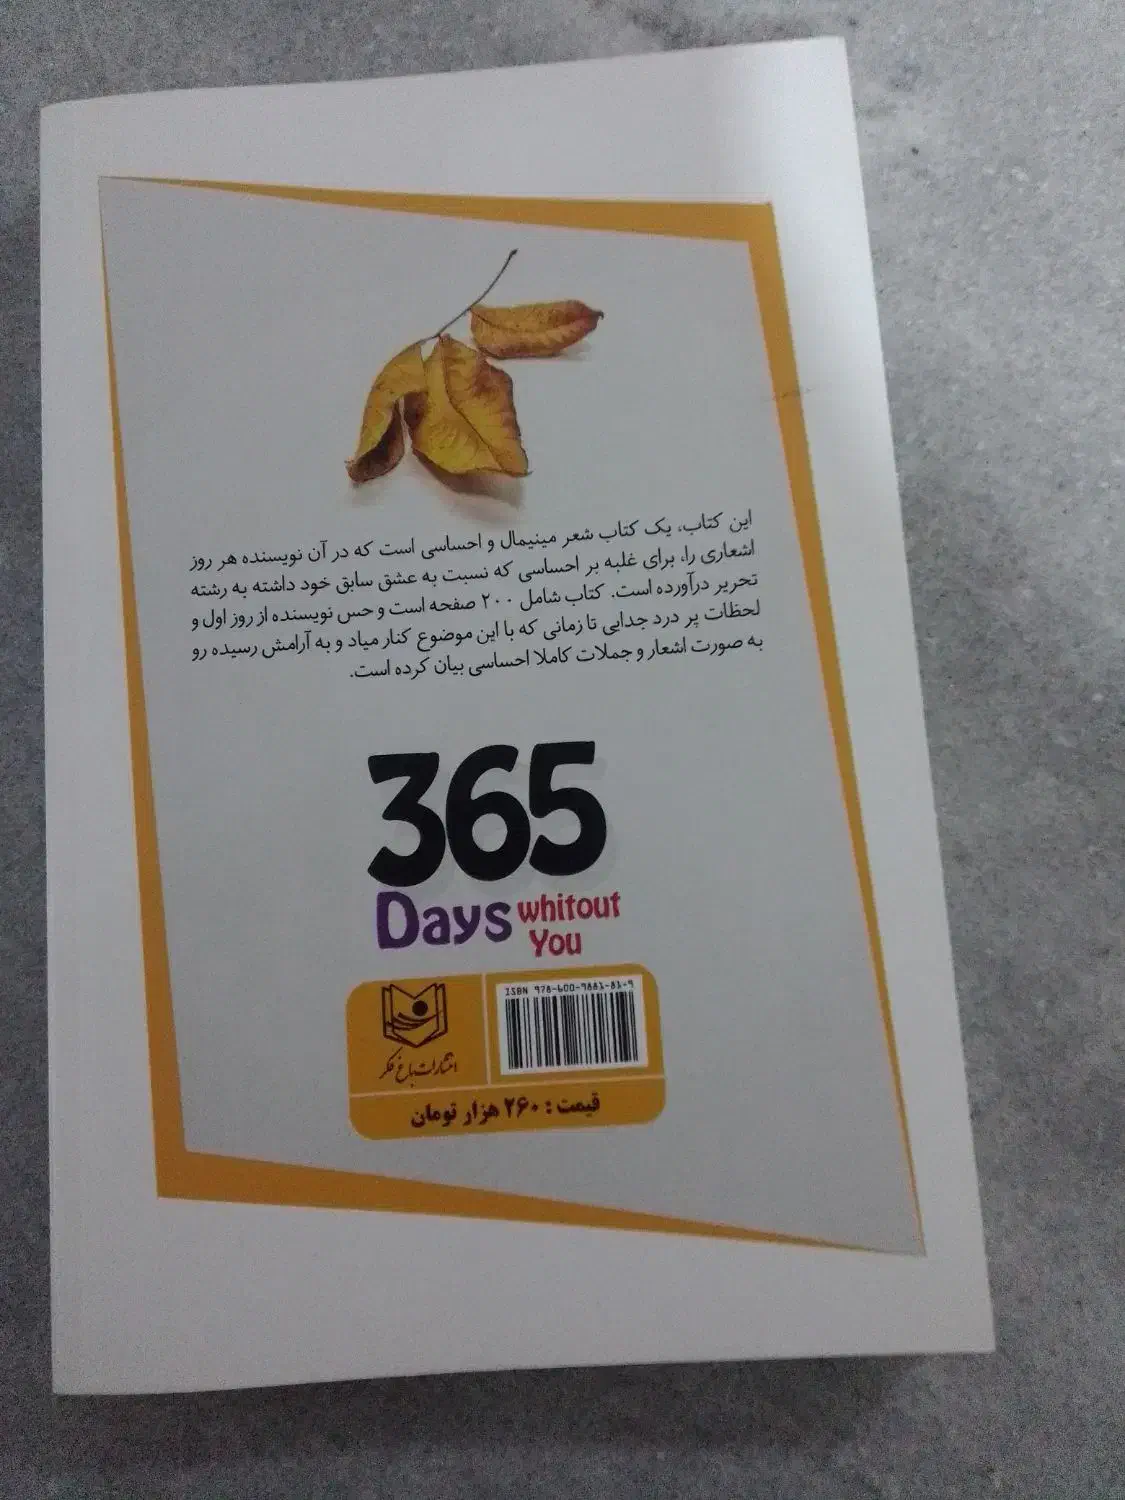 این کتاب، یک کتاب شعر مینیمال و احساسی است که در آن نویسنده هر روز
اشعاری را، برای غلبه بر احساسی که نسبت به عشق سابق خود داشته به رشته
تحریر درآورده است. کتاب شامل ۲۰۰ صفحه است و حس نویسنده از روز اول و
لحظات پر درد جدایی تا زمانی که با این موضوع کنار میاد و به آرامش رسیده رو
به صورت اشعار و جملات کاملا احساسی بیان کرده است.
365
Days whitout
You
ISBN 978-600-9881-81-9
انتشارات باغ فکر
قیمت : ۲۶۰ هزار تومان